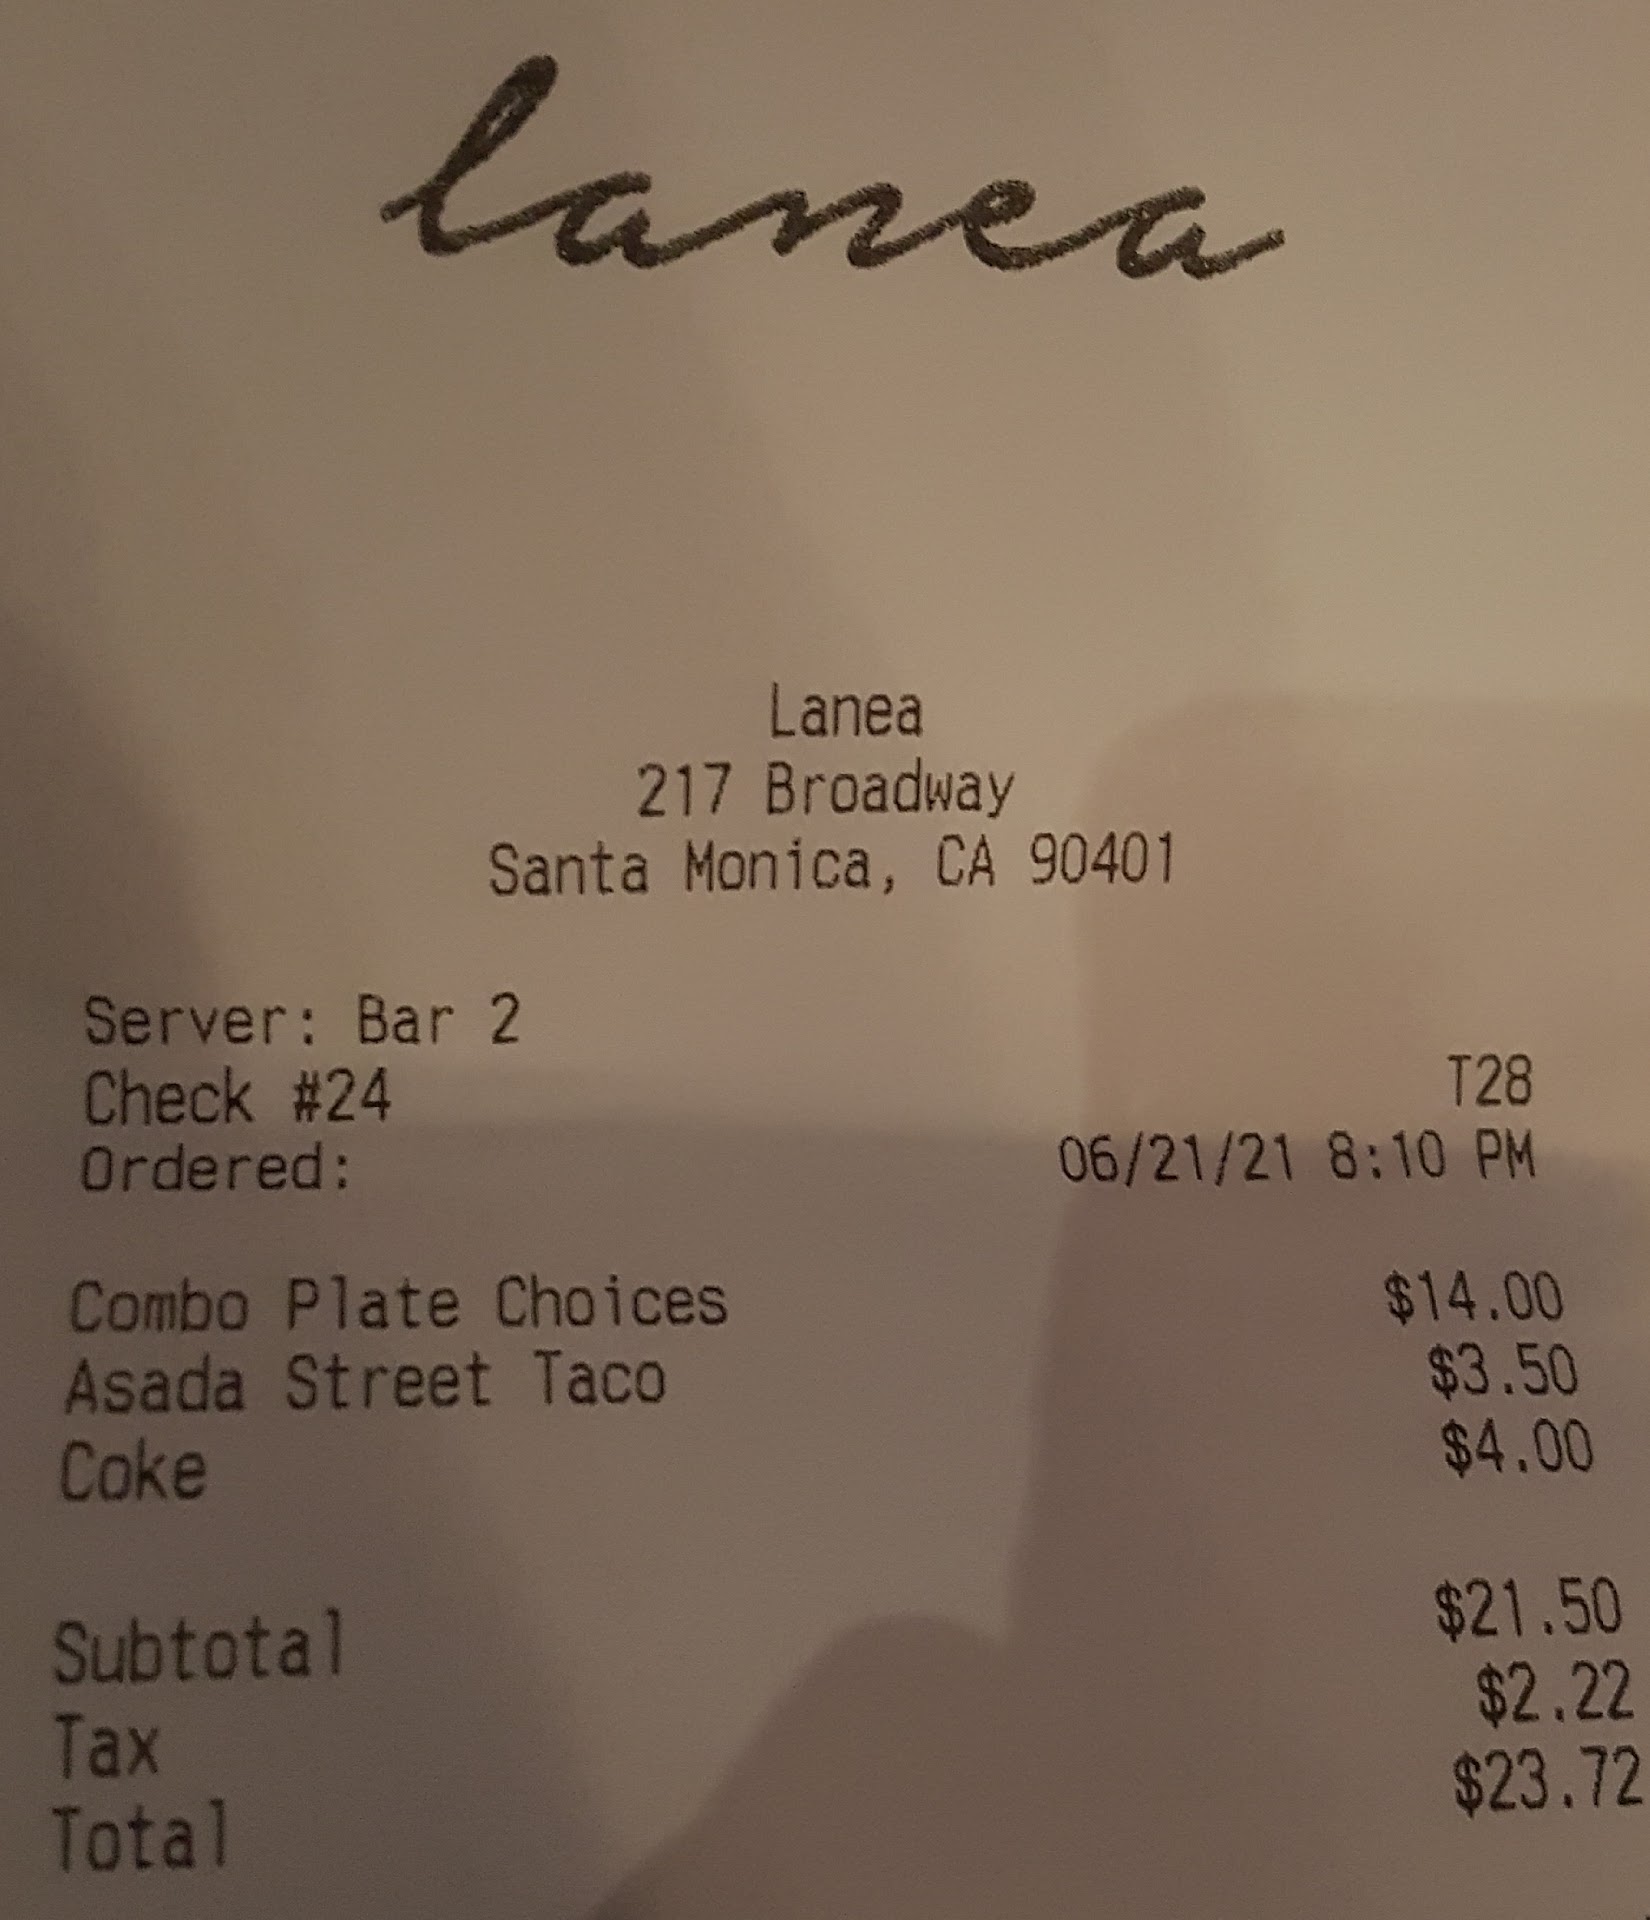 lanea
Lanea
217 Broadway
Santa Monica, CA 90401
Server: Bar 2
Check #24 T28
Ordered: 06/21/21 8:10 PM
Combo Plate Choices $14.00
Asada Street Taco $3.50
Coke $4.00
Subtotal $21.50
Tax $2.22
Total $23.72